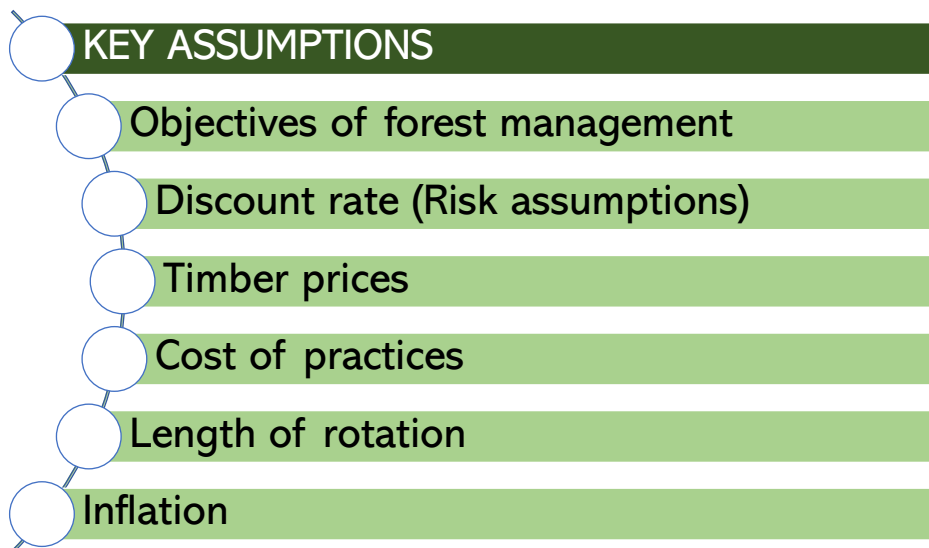 KEY ASSUMPTIONS
Objectives of forest management
Discount rate (Risk assumptions)
Timber prices
Cost of practices
Length of rotation
Inflation